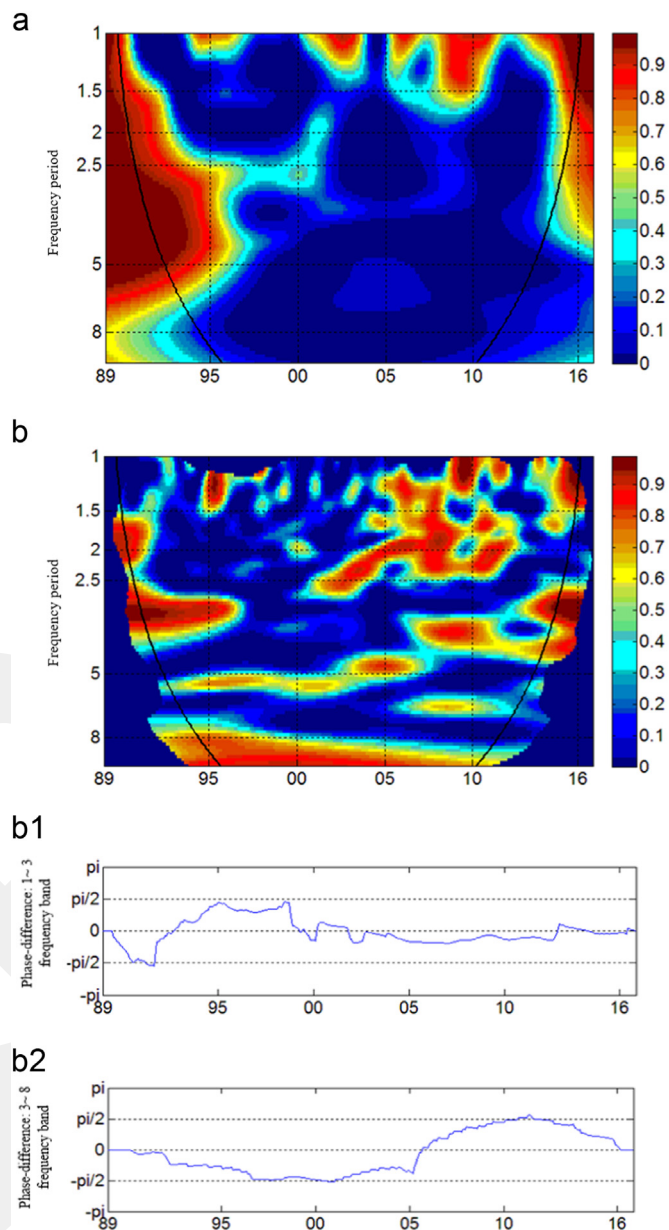 a
1
1.5
2
2.5
5
8
Frequency period
89 95 00 05 10 16
0.9
0.8
0.7
0.6
0.5
0.4
0.3
0.2
0.1
0
b
1
1.5
2
2.5
5
8
Frequency period
89 95 00 05 10 16
0.9
0.8
0.7
0.6
0.5
0.4
0.3
0.2
0.1
0
b1
Phase-difference: 1~3
frequency band
pi
pi/2
0
-pi/2
-pi
89 95 00 05 10 16
b2
Phase-difference: 3~8
frequency band
pi
pi/2
0
-pi/2
-pi
89 95 00 05 10 16